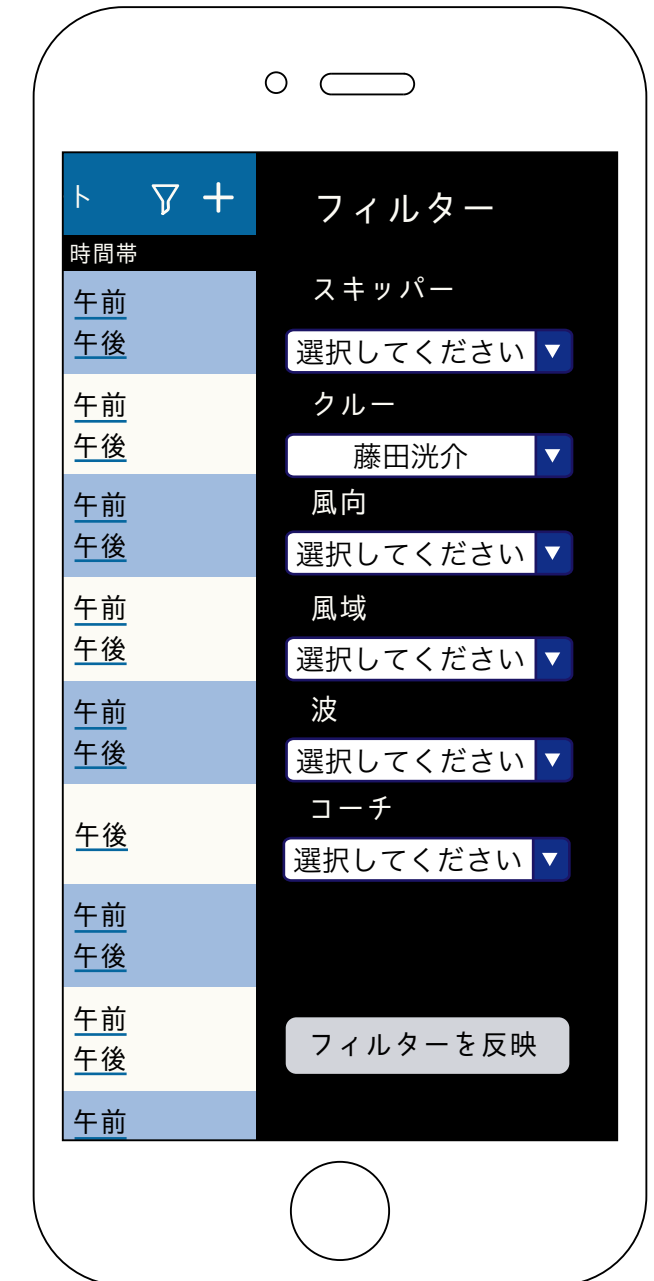 ト
時間帯
午前
午後
午前
午後
午前
午後
午前
午後
午前
午後
午後
午前
午後
午前
午後
午前
フィルター
スキッパー
選択してください
クルー
藤田洸介
風向
選択してください
風域
選択してください
波
選択してください
コーチ
選択してください
フィルターを反映